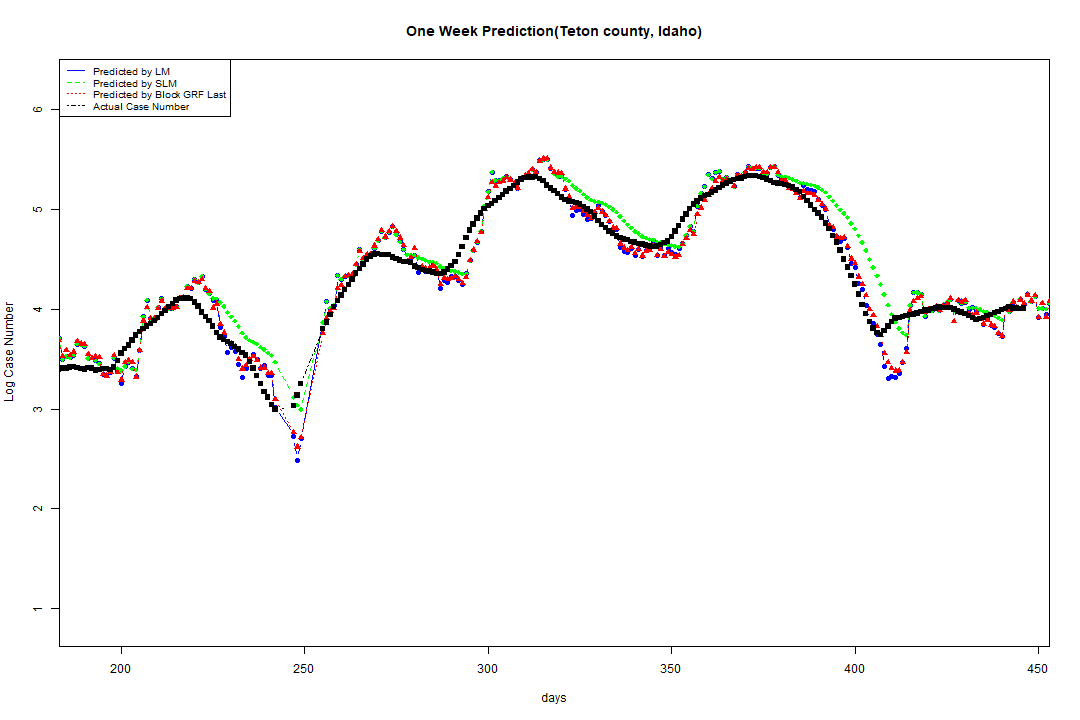 One Week Prediction(Teton county, Idaho)
Predicted by LM
Predicted by SLM
Predicted by Block GRF Last
Actual Case Number
Log Case Number
6
5
4
3
2
1
200 250 300 350 400 450
days